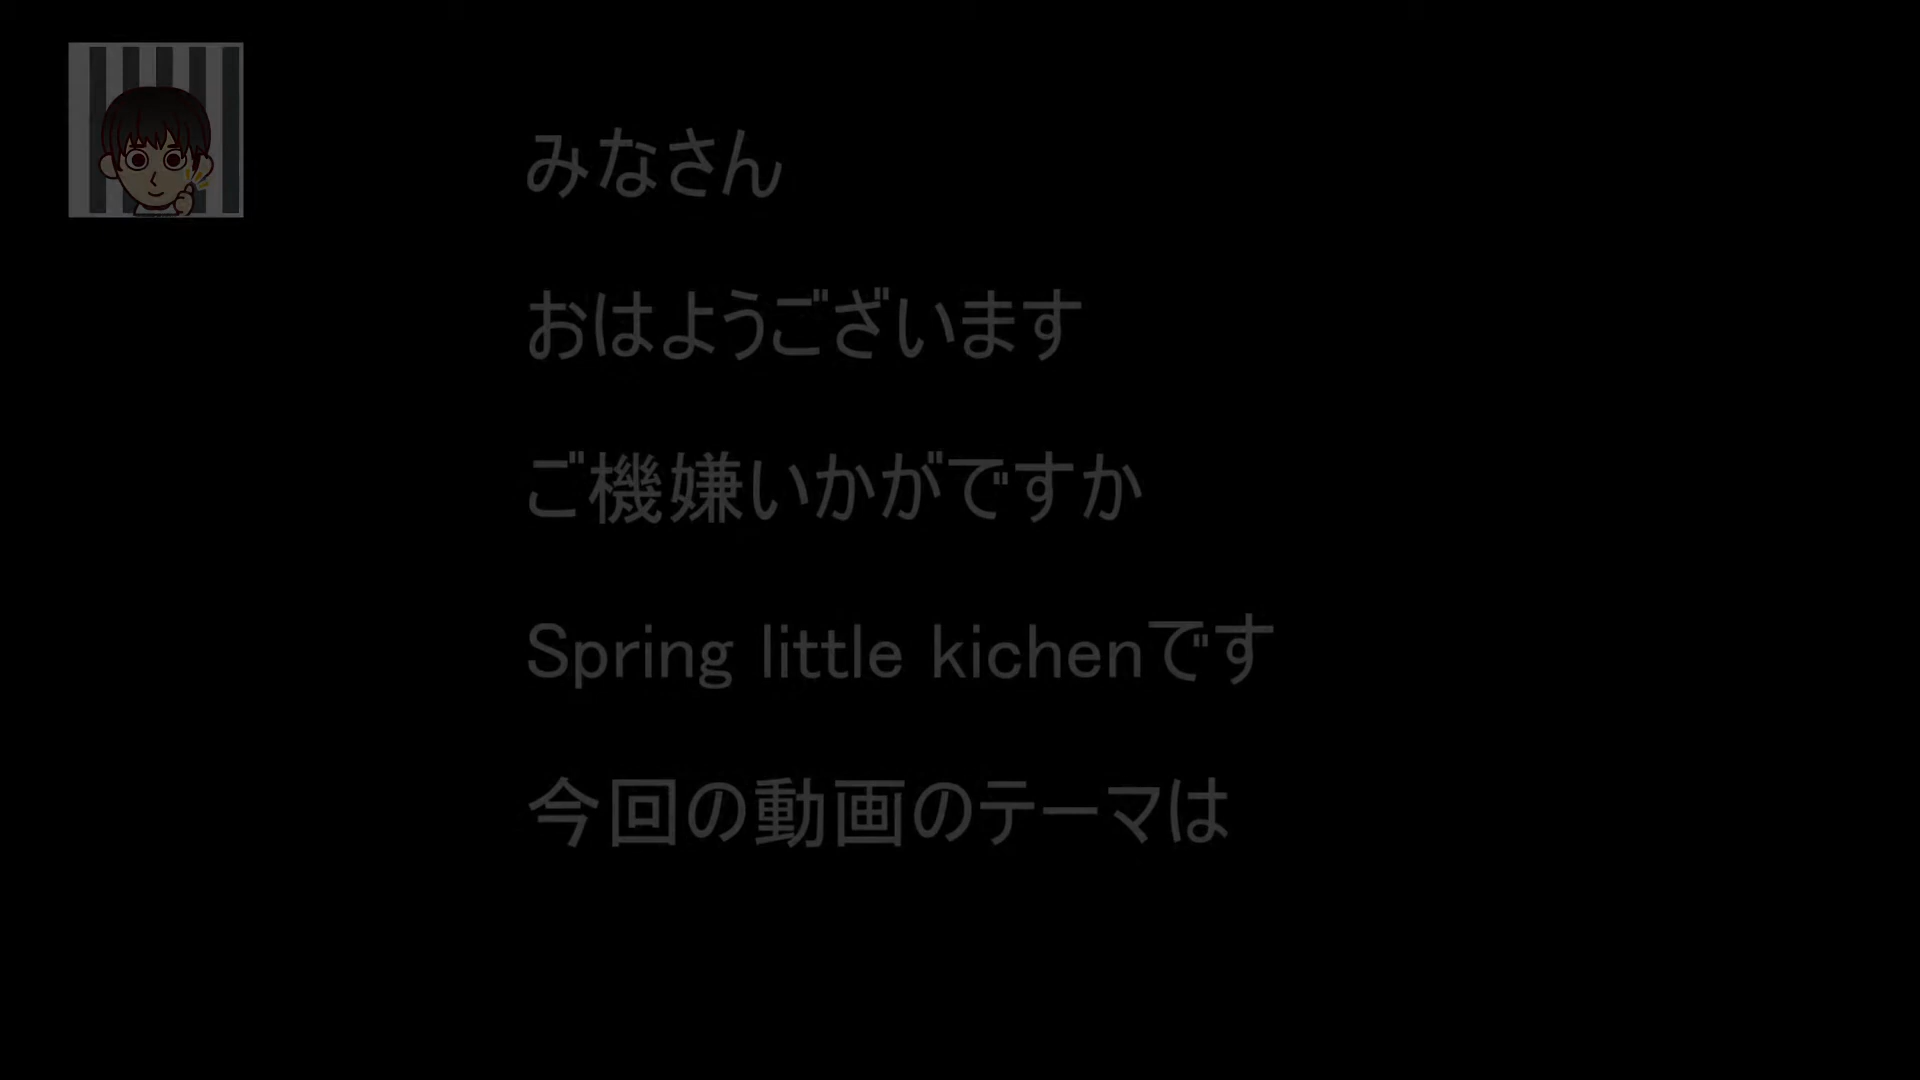 みなさん
おはようございます
ご機嫌いかがですか
Spring little kichenです
今回の動画のテーマは